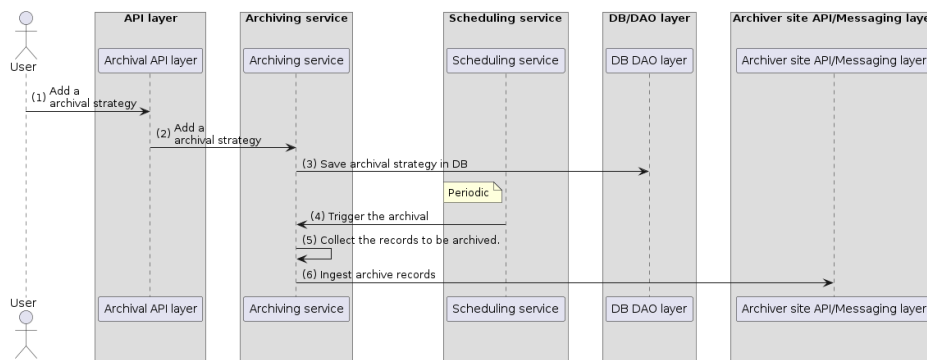 API layer
Archiving service
Scheduling service
DB/DAO layer
Archiver site API/Messaging laye
User
Archival API layer
Archiving service
Scheduling service
DB DAO layer
Archiver site API/Messaging layer
(1) Add a
archival strategy
(2) Add a
archival strategy
(3) Save archival strategy in DB
Periodic
(4) Trigger the archival
(5) Collect the records to be archived.
(6) Ingest archive records
User
Archival API layer
Archiving service
Scheduling service
DB DAO layer
Archiver site API/Messaging layer